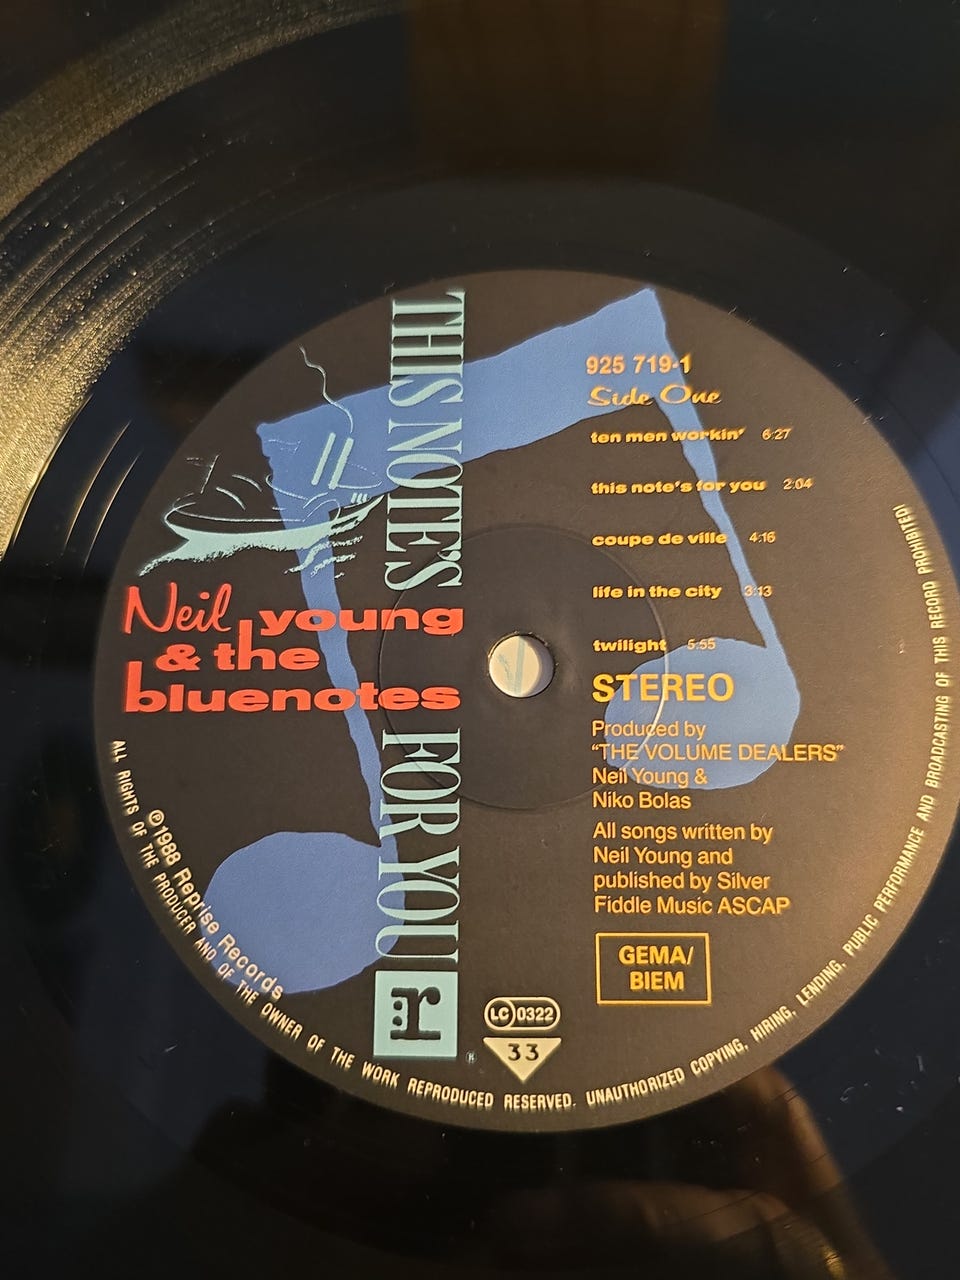 THIS NOTE'S FOR YOU
Neil young
& the
bluenotes
r
®
925 719-1
Side One
ten men workin' 6:27
this note's for you 2:04
coupe de ville 4:16
life in the city 3:13
twilight 5:55
STEREO
Produced by
"THE VOLUME DEALERS"
Neil Young &
Niko Bolas
All songs written by
Neil Young and
published by Silver
Fiddle Music ASCAP
GEMA/
BIEM
LC 0322
33
℗1988 Reprise Records
ALL RIGHTS OF THE PRODUCER AND OF THE OWNER OF THE WORK REPRODUCED RESERVED. UNAUTHORIZED COPYING, HIRING, LENDING, PUBLIC PERFORMANCE AND BROADCASTING OF THIS RECORD PROHIBITED!